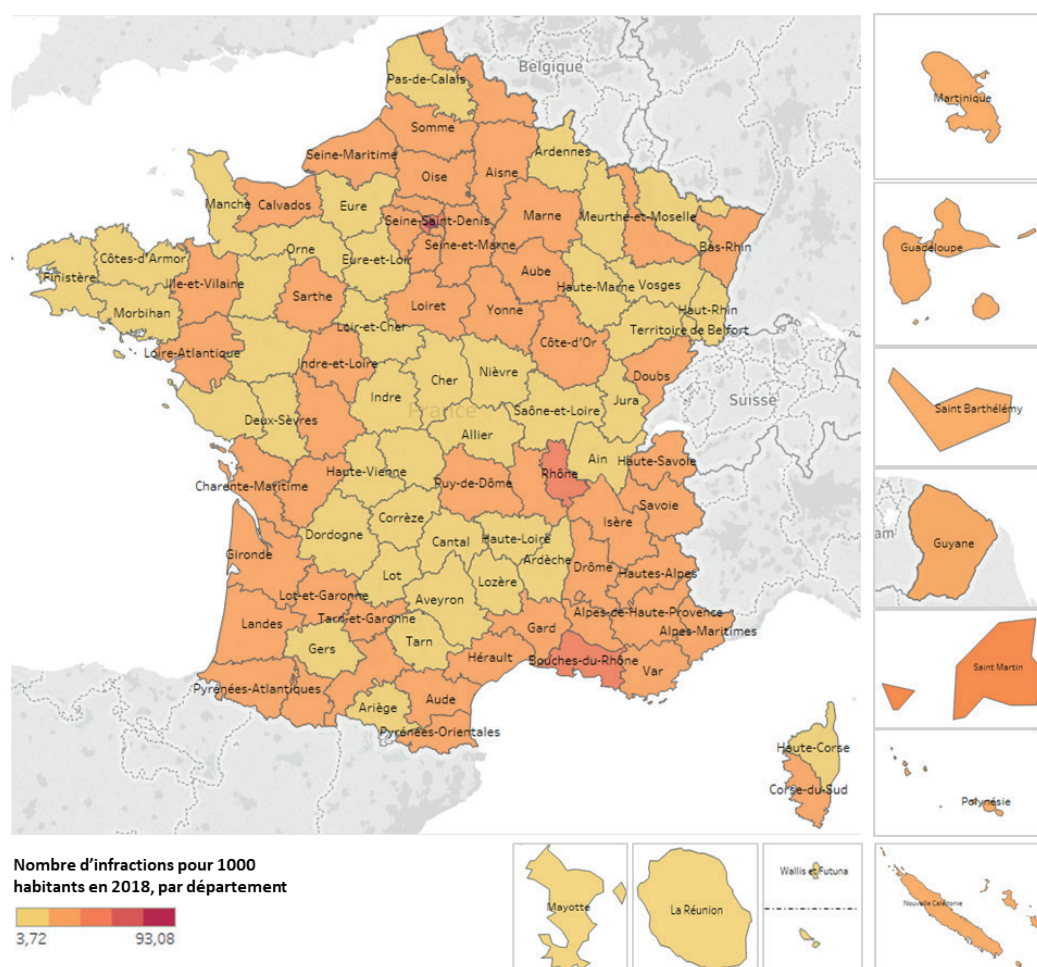 Belgique
Pas-de-Calais
Martinique
Somme
Seine-Maritime
Ardennes
Oise
Aisne
Manche
Calvados
Eure
Marne
Meurthe-et-Moselle
Seine-Saint-Denis
Bas-Rhin
Guadeloupe
Seine-et-Marne
Orne
Côtes-d'Armor
Eure-et-Loir
Aube
Finistère
Ille-et-Vilaine
Sarthe
Haute-Marne
Vosges
Loiret
Yonne
Haut-Rhin
Morbihan
Loir-et-Cher
Territoire de Belfort
Loire-Atlantique
Côte-d'Or
Indre-et-Loire
Nièvre
Doubs
Cher
Indre
Jura
Suisse
France
Saône-et-Loire
Saint Barthélémy
Deux-Sèvres
Allier
Ain
Haute-Vienne
Haute-Savoie
Rhône
Puy-de-Dôme
Charente-Maritime
Savoie
Corrèze
Isère
am
Dordogne
Haute-Loire
Cantal
Guyane
Gironde
Ardèche
Drôme
Lot
Lozère
Hautes-Alpes
Lot-et-Garonne
Aveyron
Alpes-de-Haute-Provence
Tarn-et-Garonne
Landes
Gard
Alpes-Maritimes
Tarn
Gers
Hérault
Bouches-du-Rhône
Var
Saint Martin
Pyrénées-Atlantiques
Aude
Ariège
Pyrénées-Orientales
Haute-Corse
Corse-du-Sud
Polynésie
Nombre d'infractions pour 1000
habitants en 2018, par département
3,72 93,08
Mayotte
La Réunion
Wallis et Futuna
Nouvelle Calédonie